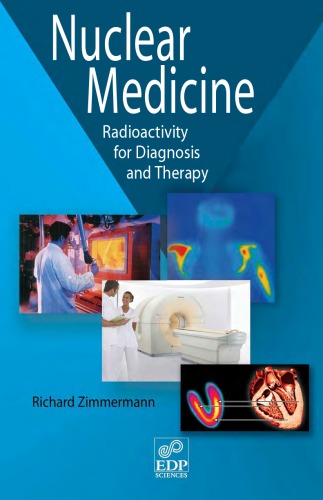 Nuclear
Medicine
Radioactivity
for Diagnosis
and Therapy
Richard Zimmermann
EDP
SCIENCES